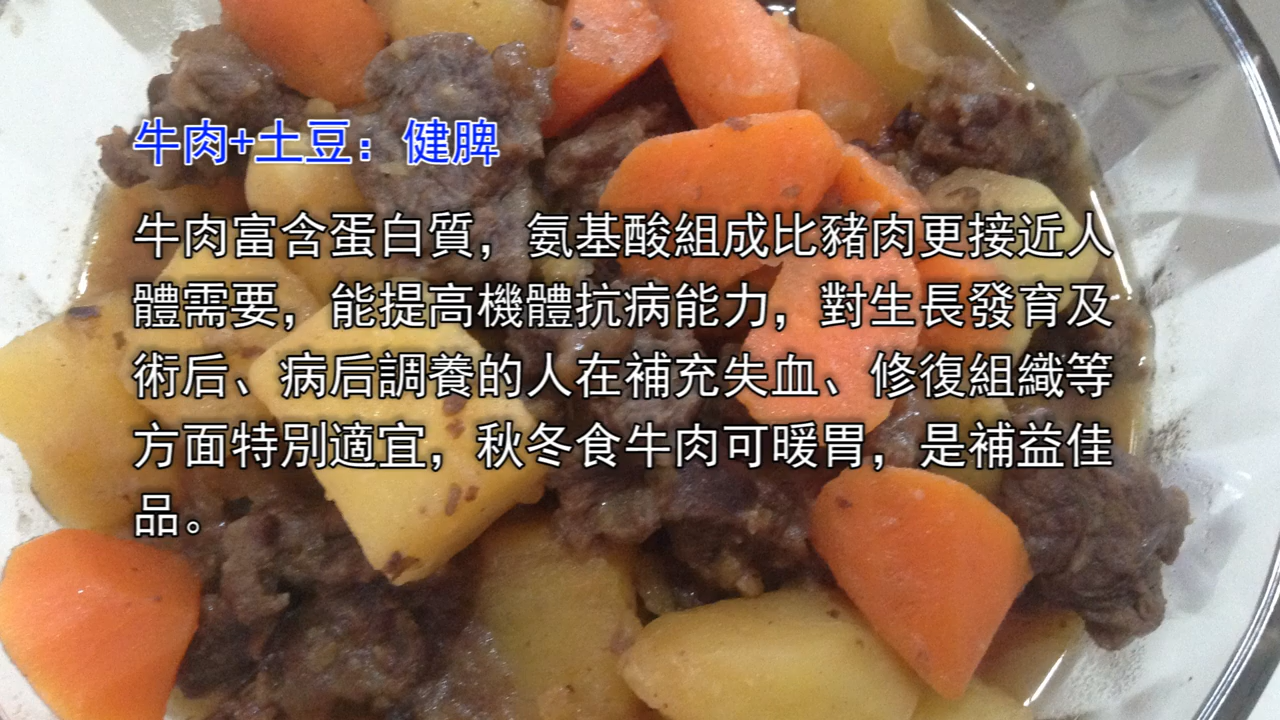 牛肉+土豆：健脾
牛肉富含蛋白質，氨基酸組成比豬肉更接近人
體需要，能提高機體抗病能力，對生長發育及
術后、病后調養的人在補充失血、修復組織等
方面特別適宜，秋冬食牛肉可暖胃，是補益佳
品。